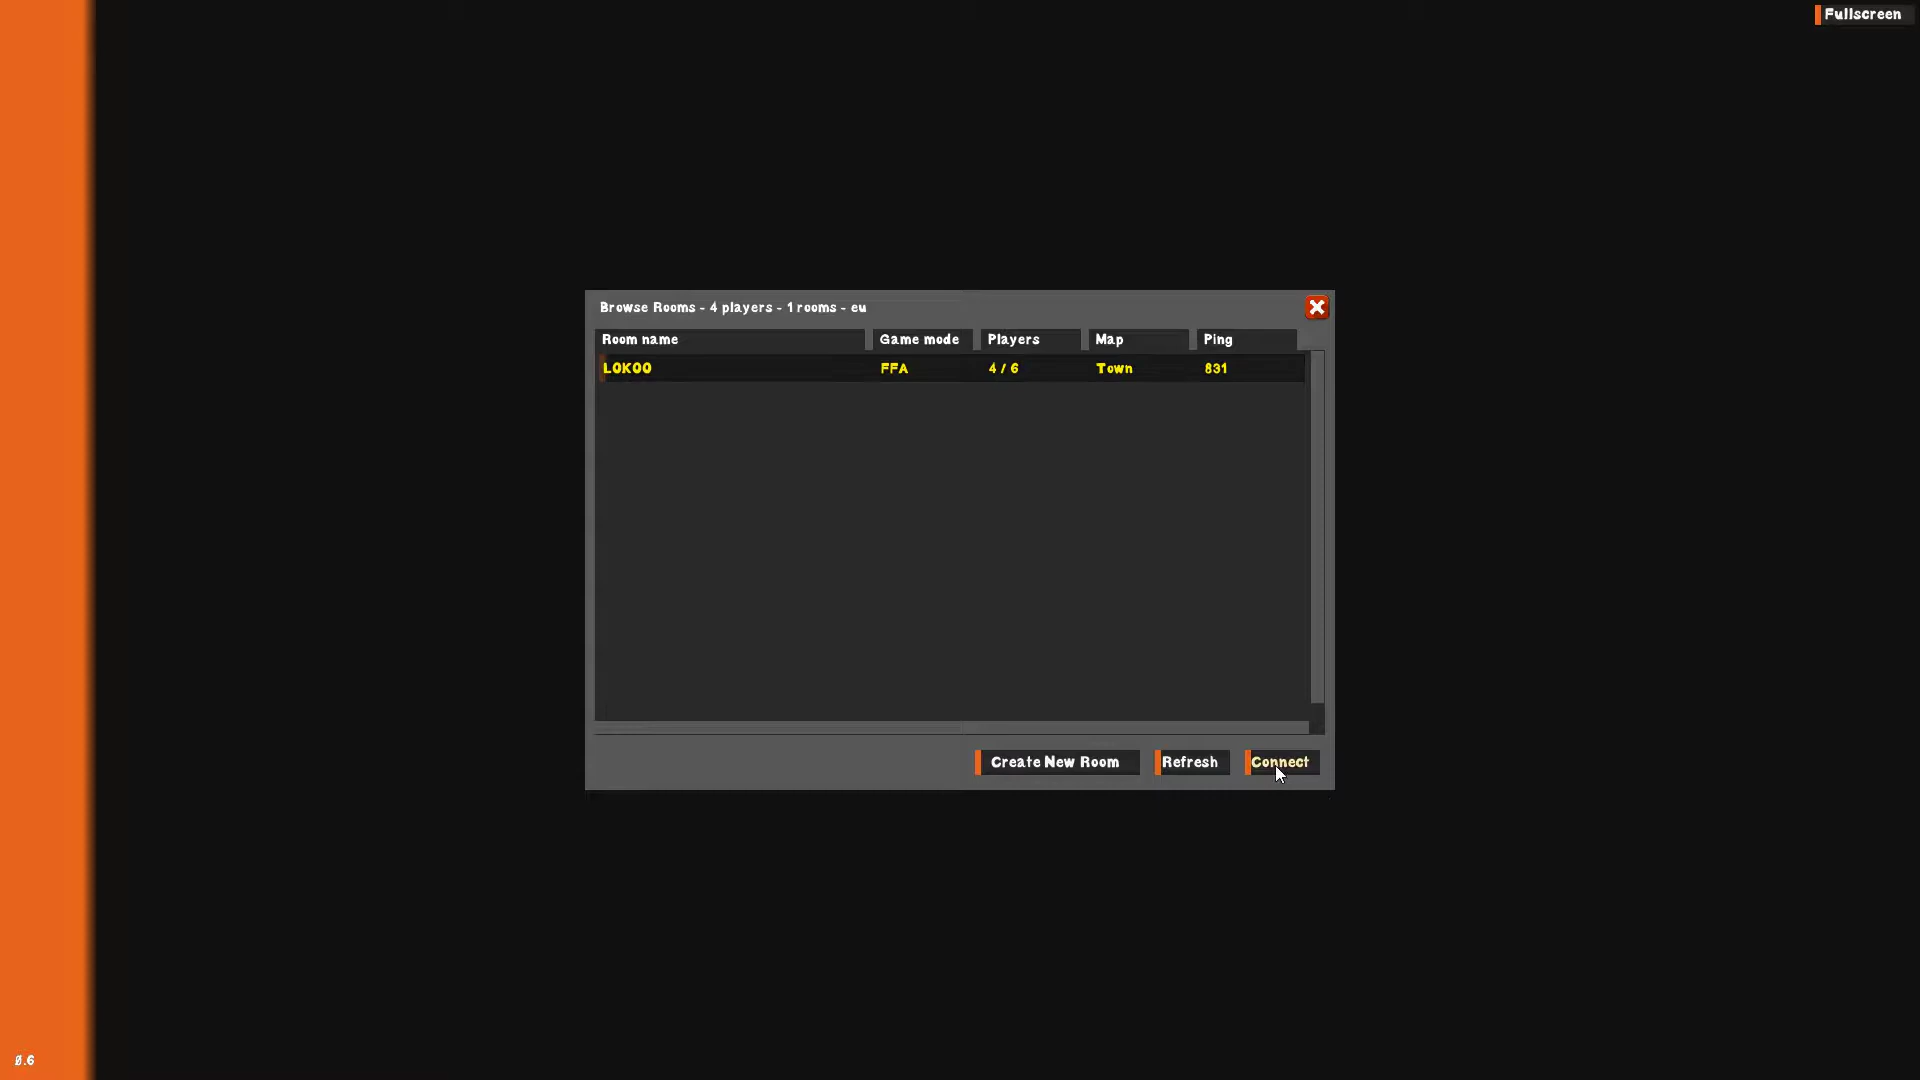 Fullscreen
Browse Rooms - 4 players - 1 rooms - eu
Room name Game mode Players Map Ping
LOKOO FFA 4 / 6 Town 831
Create New Room Refresh Connect
0.6